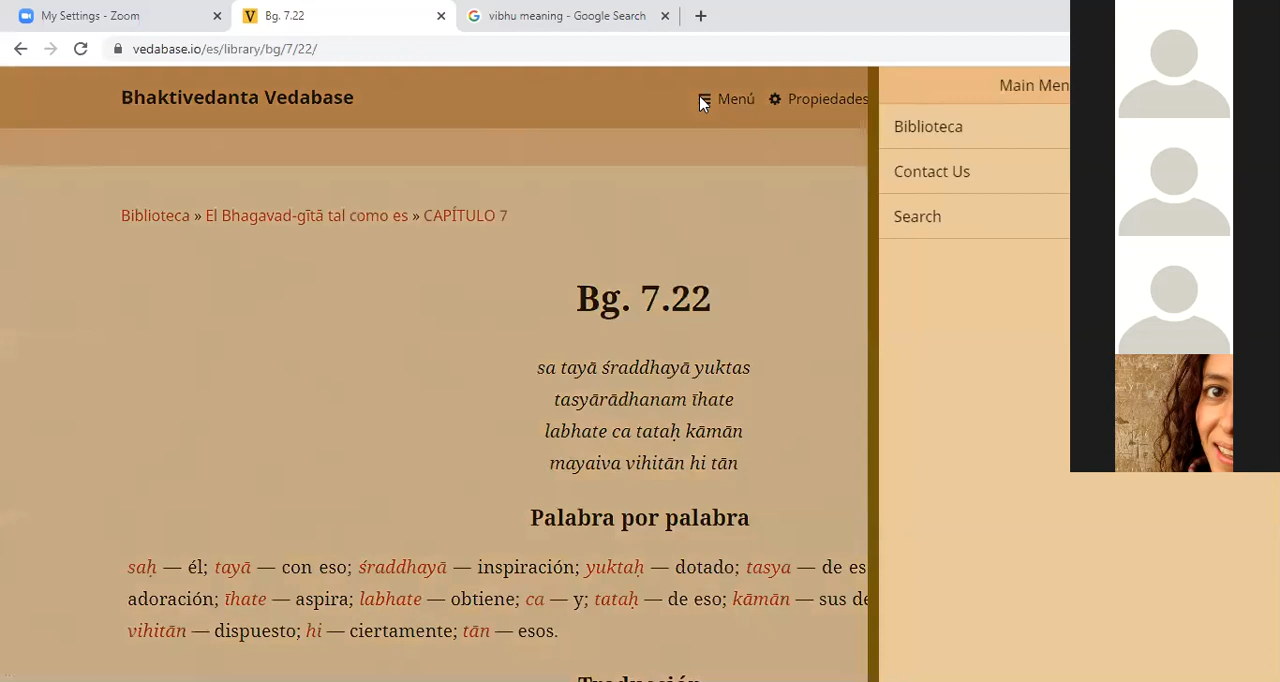 My Settings - Zoom
Bg. 7.22
vibhu meaning - Google Search
vedabase.io/es/library/bg/7/22/
Bhaktivedanta Vedabase
Menú
Propiedades
Main Men
Biblioteca
Contact Us
Search
Biblioteca » El Bhagavad-gītā tal como es » CAPÍTULO 7
Bg. 7.22
sa tayā śraddhayā yuktas
tasyārādhanam īhate
labhate ca tataḥ kāmān
mayaiva vihitān hi tān
Palabra por palabra
saḥ — él; tayā — con eso; śraddhayā — inspiración; yuktaḥ — dotado; tasya — de es
adoración; īhate — aspira; labhate — obtiene; ca — y; tataḥ — de eso; kāmān — sus de
vihitān — dispuesto; hi — ciertamente; tān — esos.
Traducción